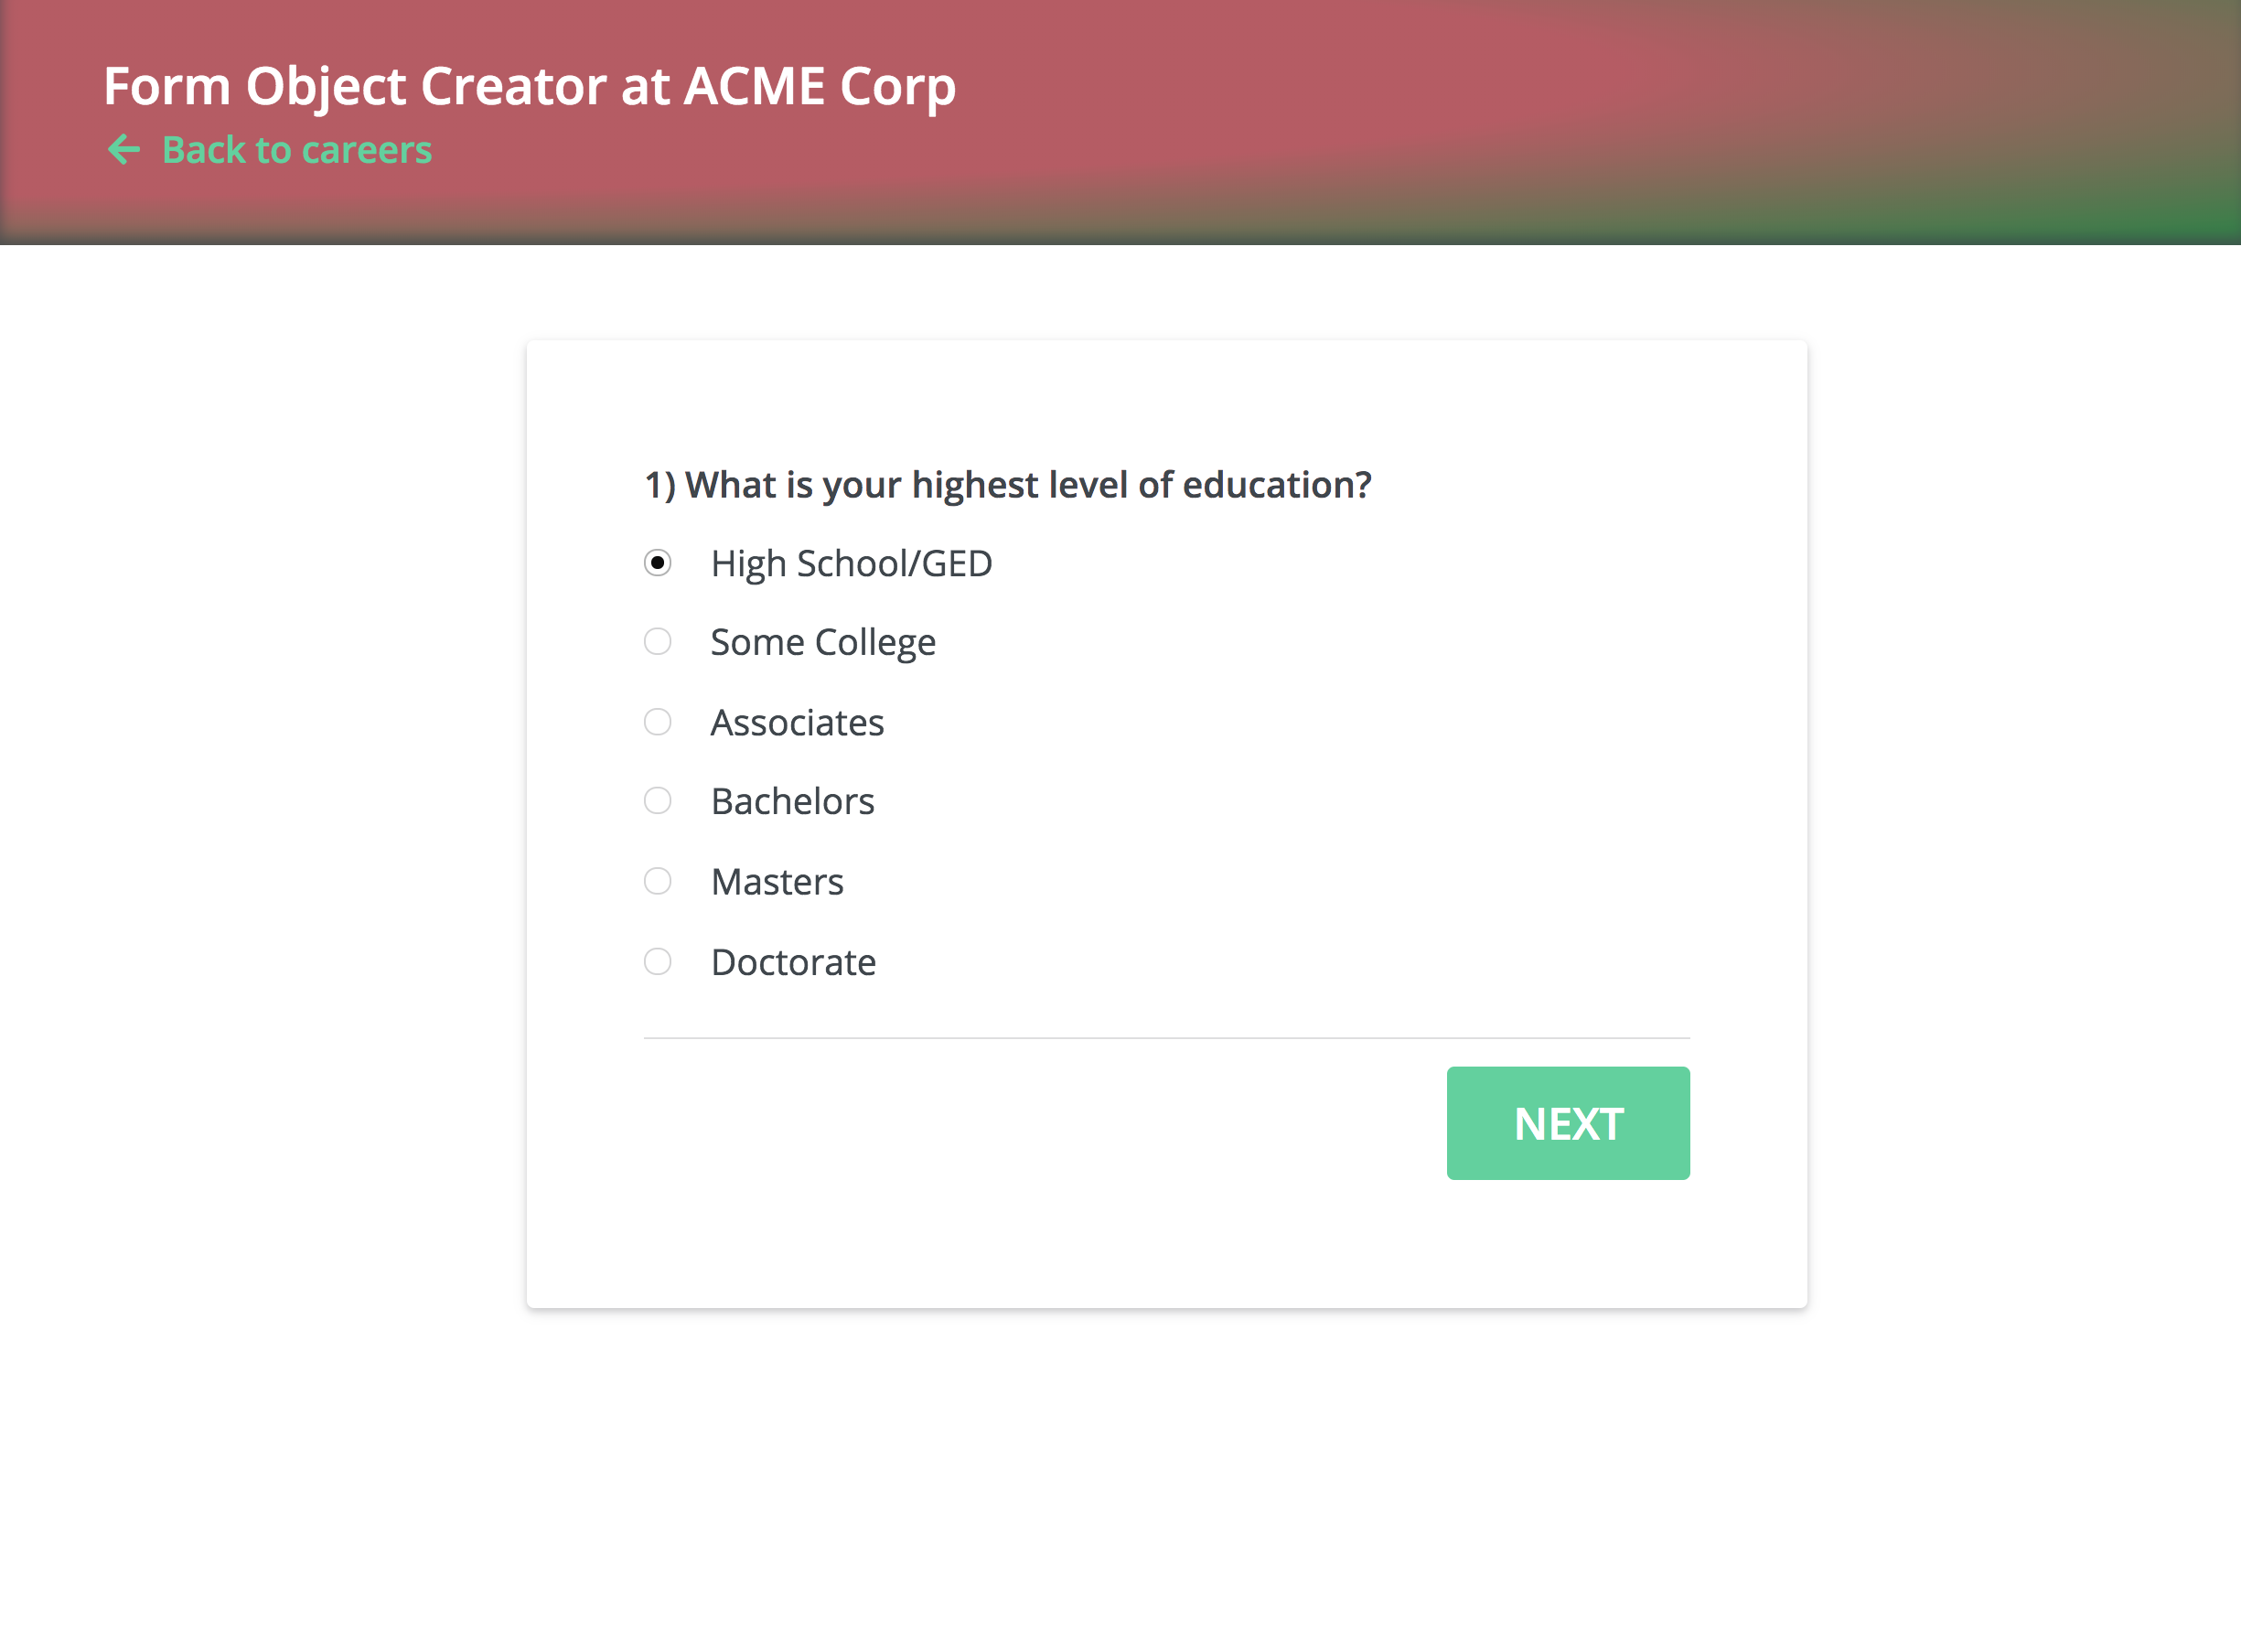 Form Object Creator at ACME Corp
Back to careers
1) What is your highest level of education?
High School/GED
Some College
Associates
Bachelors
Masters
Doctorate
NEXT